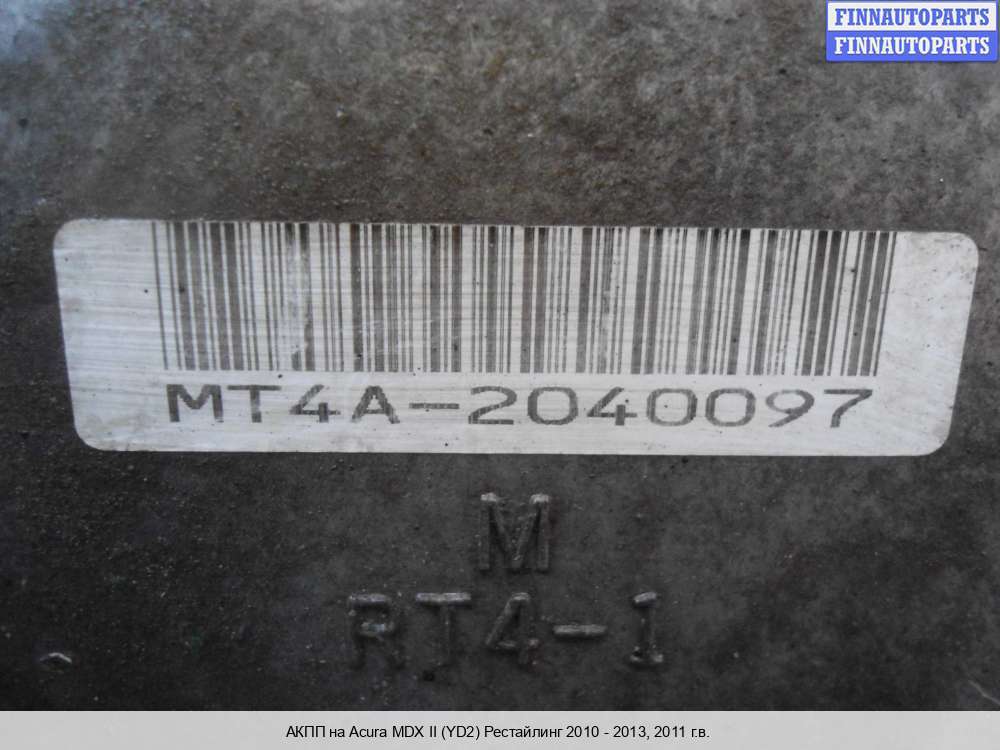 FINNAUTOPARTS
FINNAUTOPARTS
MT4A-2040097
M
RT4-1
АКПП на Acura MDX II (YD2) Рестайлинг 2010 - 2013, 2011 г.в.